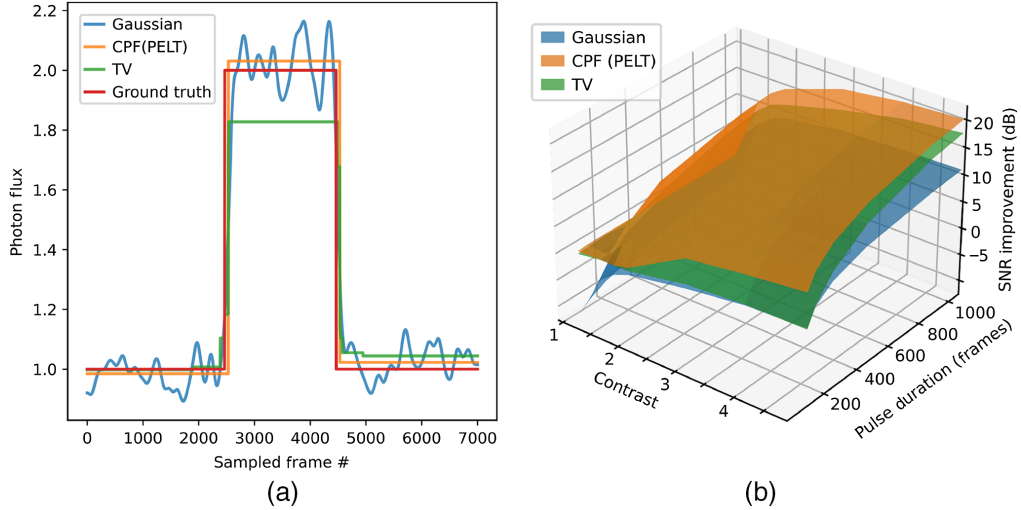 2.2
2.0
1.8
1.6
1.4
1.2
1.0
Photon flux
Gaussian
CPF(PELT)
TV
Ground truth
0 1000 2000 3000 4000 5000 6000 7000
Sampled frame #
(a)
Gaussian
CPF (PELT)
TV
20
15
10
5
0
−5
SNR improvement (dB)
1
2
3
4
Contrast
200
400
600
800
1000
Pulse duration (frames)
(b)